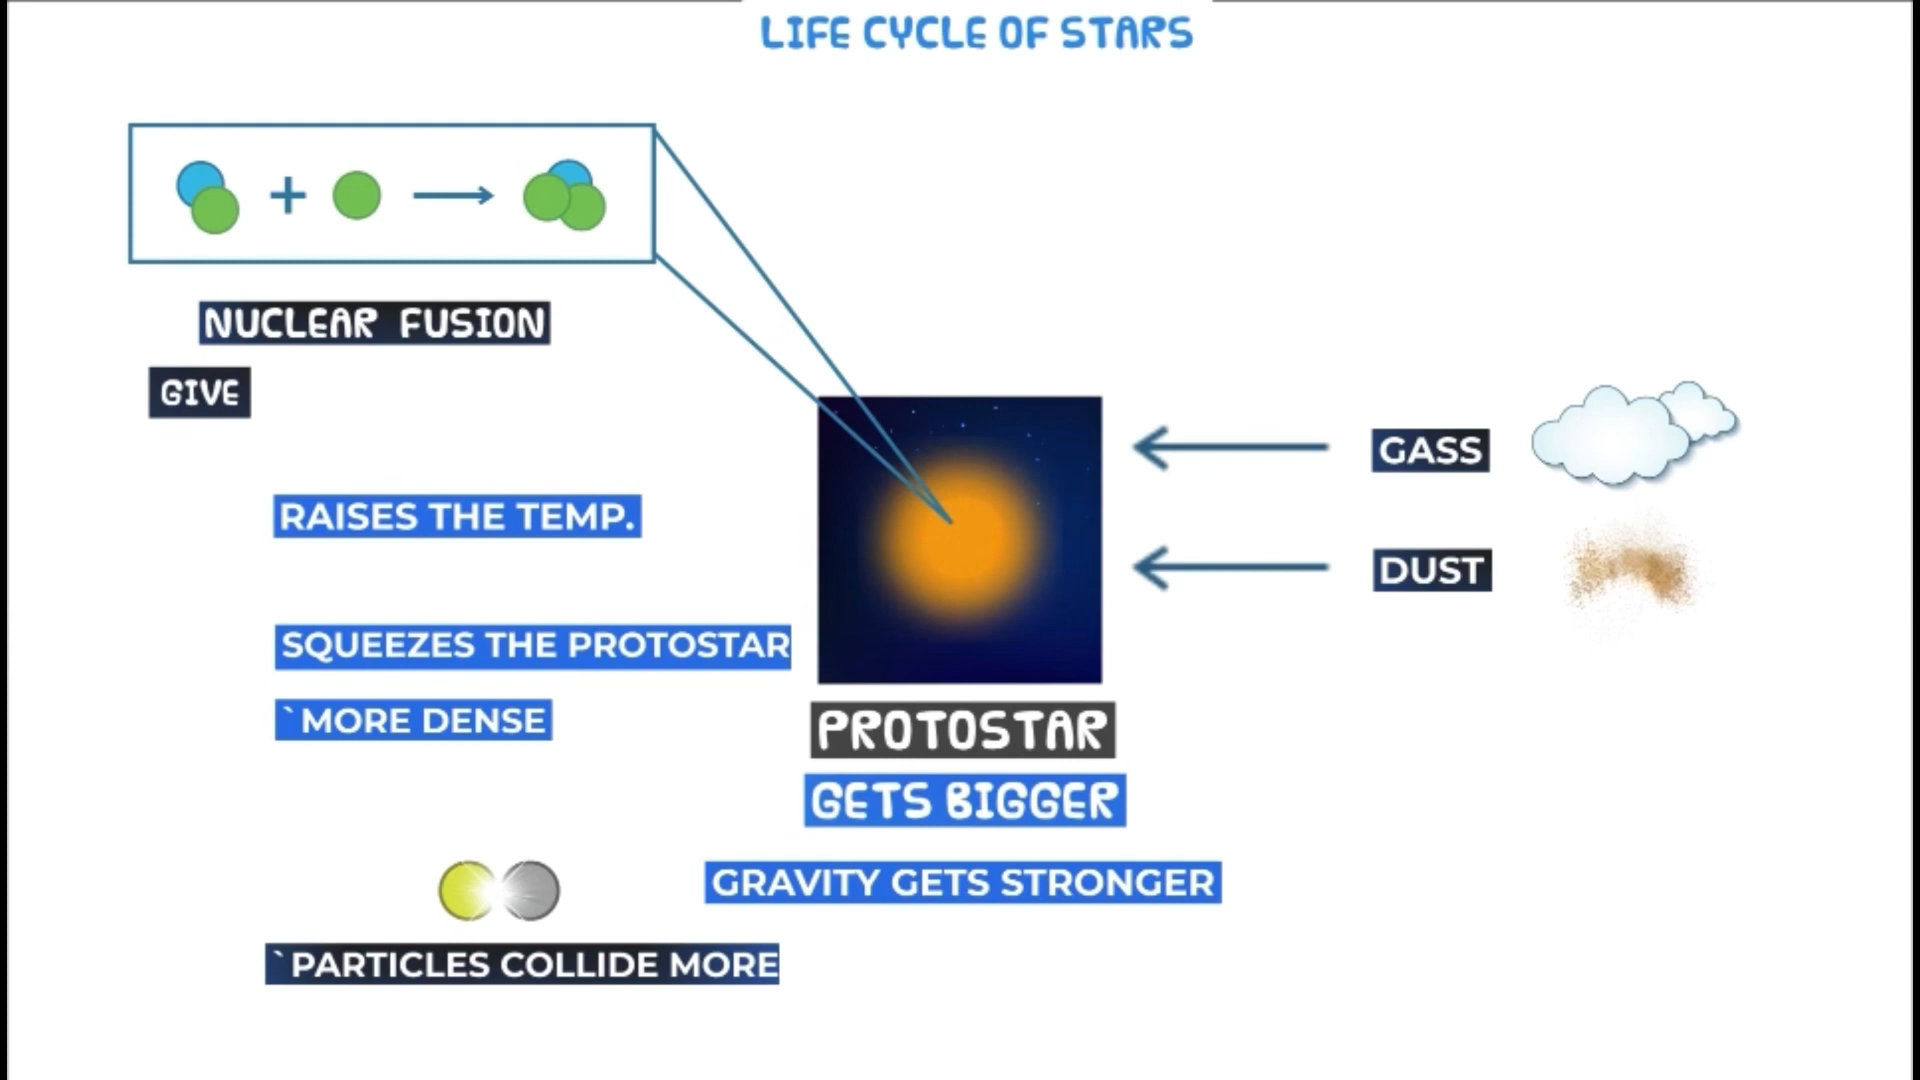 LIFE CYCLE OF STARS
+
NUCLEAR FUSION
GIVE
GASS
RAISES THE TEMP.
DUST
SQUEEZES THE PROTOSTAR
`MORE DENSE
PROTOSTAR
GETS BIGGER
GRAVITY GETS STRONGER
`PARTICLES COLLIDE MORE